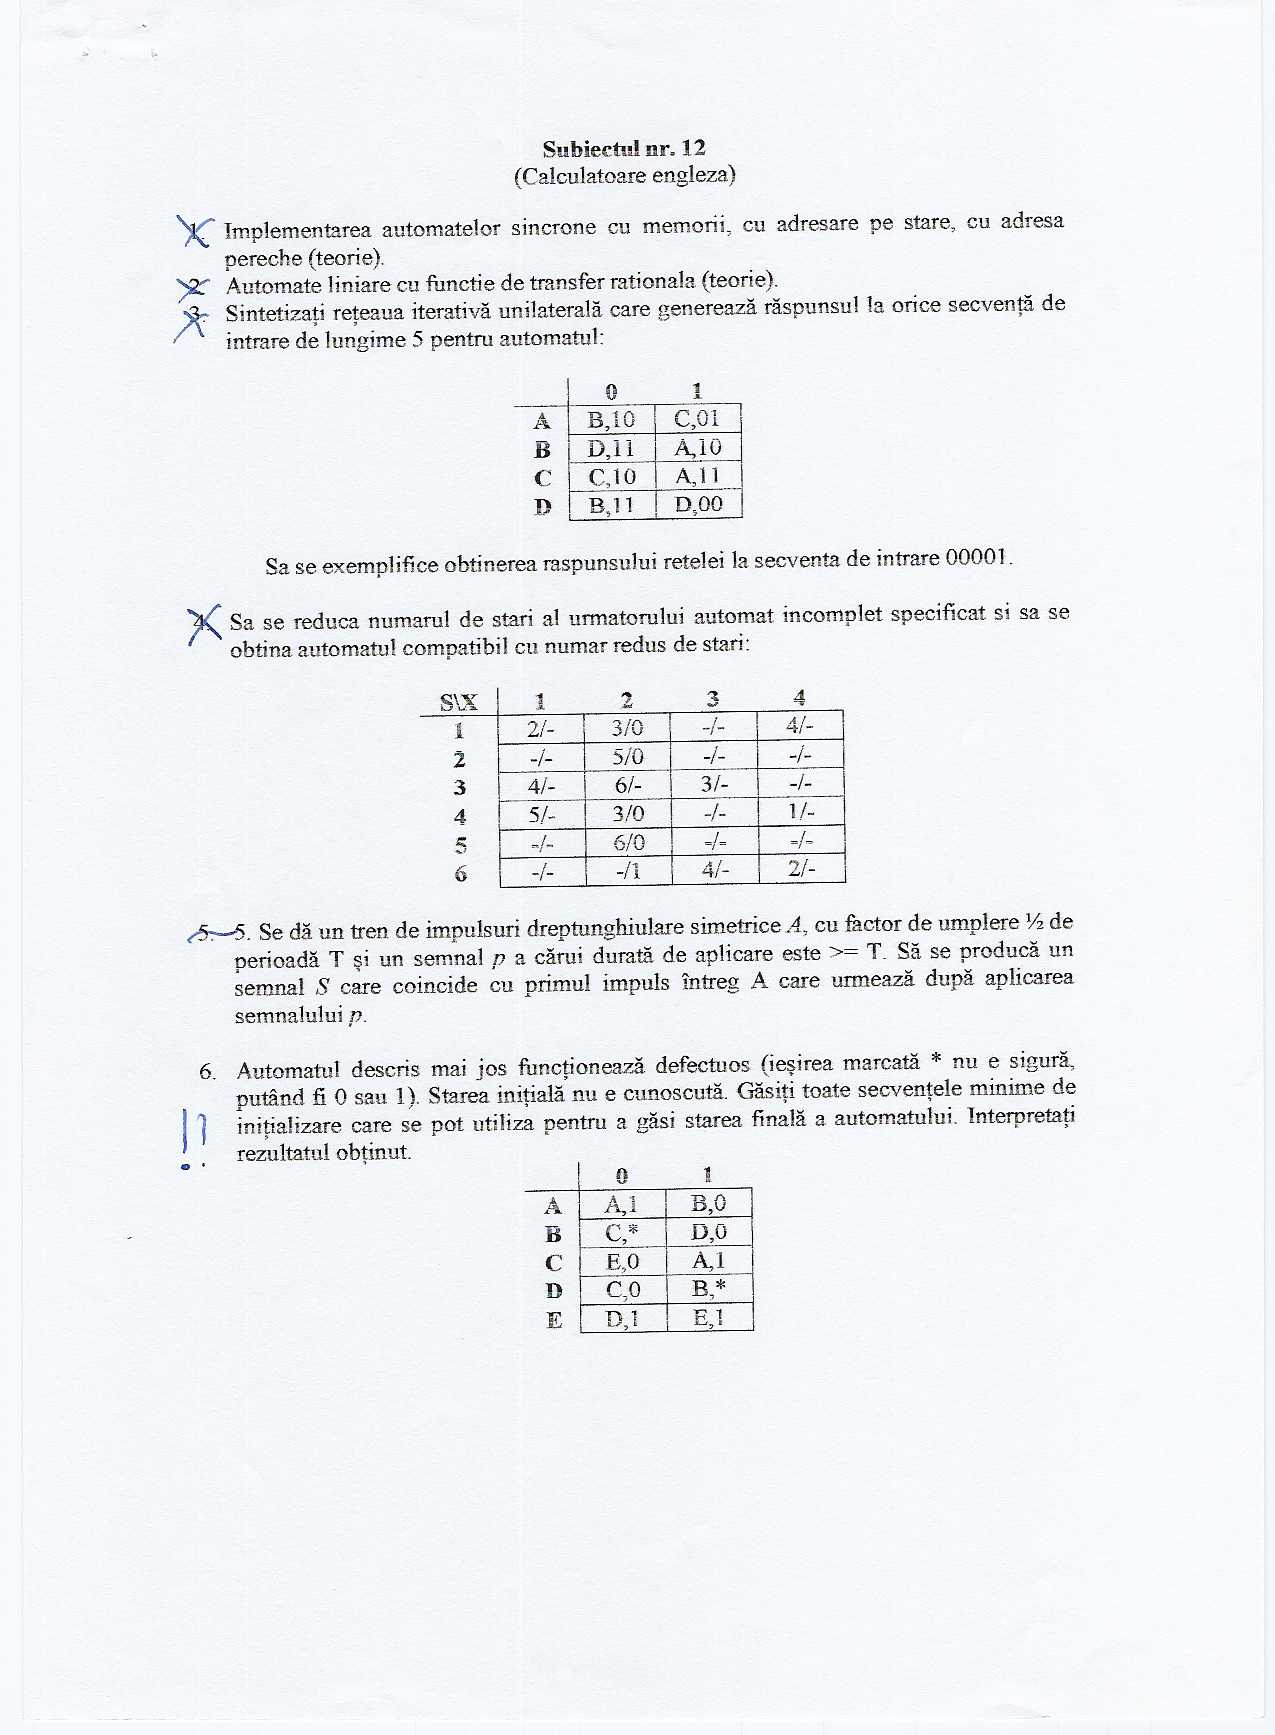 Subiectul nr. 12
(Calculatoare engleza)
1. Implementarea automatelor sincrone cu memorii, cu adresare pe stare, cu adresa
pereche (teorie).
2. Automate liniare cu functie de transfer rationala (teorie).
3. Sintetizați rețeaua iterativă unilaterală care generează răspunsul la orice secvență de
intrare de lungime 5 pentru automatul:
0 1
A B,10 C,01
B D,11 A,10
C C,10 A,11
D B,11 D,00
Sa se exemplifice obtinerea raspunsului retelei la secventa de intrare 00001.
4. Sa se reduca numarul de stari al urmatorului automat incomplet specificat si sa se
obtina automatul compatibil cu numar redus de stari:
S\X 1 2 3 4
1 2/- 3/0 -/- 4/-
2 -/- 5/0 -/- -/-
3 4/- 6/- 3/- -/-
4 5/- 3/0 -/- 1/-
5 -/- 6/0 -/- -/-
6 -/- -/1 4/- 2/-
5. 5. Se dă un tren de impulsuri dreptunghiulare simetrice A, cu factor de umplere ½ de
perioadă T și un semnal p a cărui durată de aplicare este >= T. Să se producă un
semnal S care coincide cu primul impuls întreg A care urmează după aplicarea
semnalului p.
6. Automatul descris mai jos funcționează defectuos (ieșirea marcată * nu e sigură,
putând fi 0 sau 1). Starea inițială nu e cunoscută. Găsiți toate secvențele minime de
inițializare care se pot utiliza pentru a găsi starea finală a automatului. Interpretați
rezultatul obținut.
!!
0 1
A A,1 B,0
B C,* D,0
C E,0 A,1
D C,0 B,*
E D,1 E,1